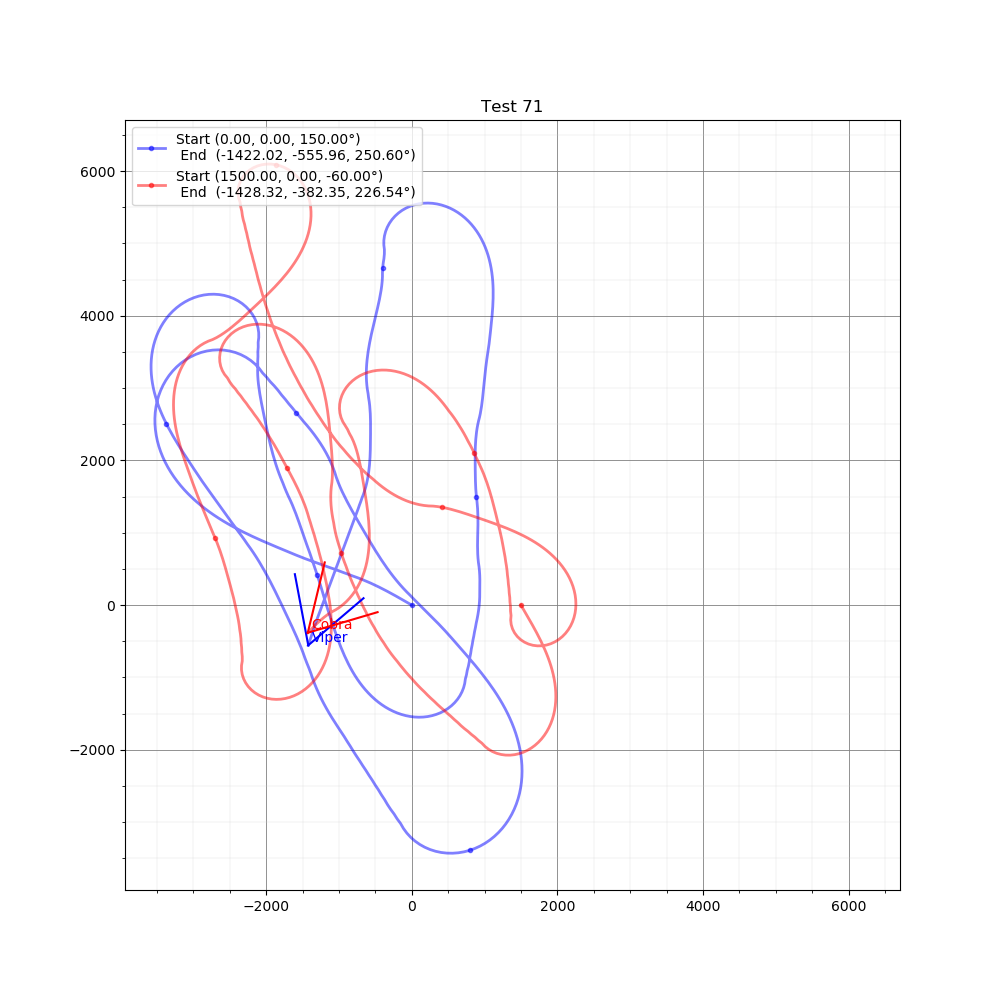 Test 71
Start (0.00, 0.00, 150.00°)
End (-1422.02, -555.96, 250.60°)
Start (1500.00, 0.00, -60.00°)
End (-1428.32, -382.35, 226.54°)
6000
4000
2000
0
−2000
Cobra
Viper
−2000
0
2000
4000
6000